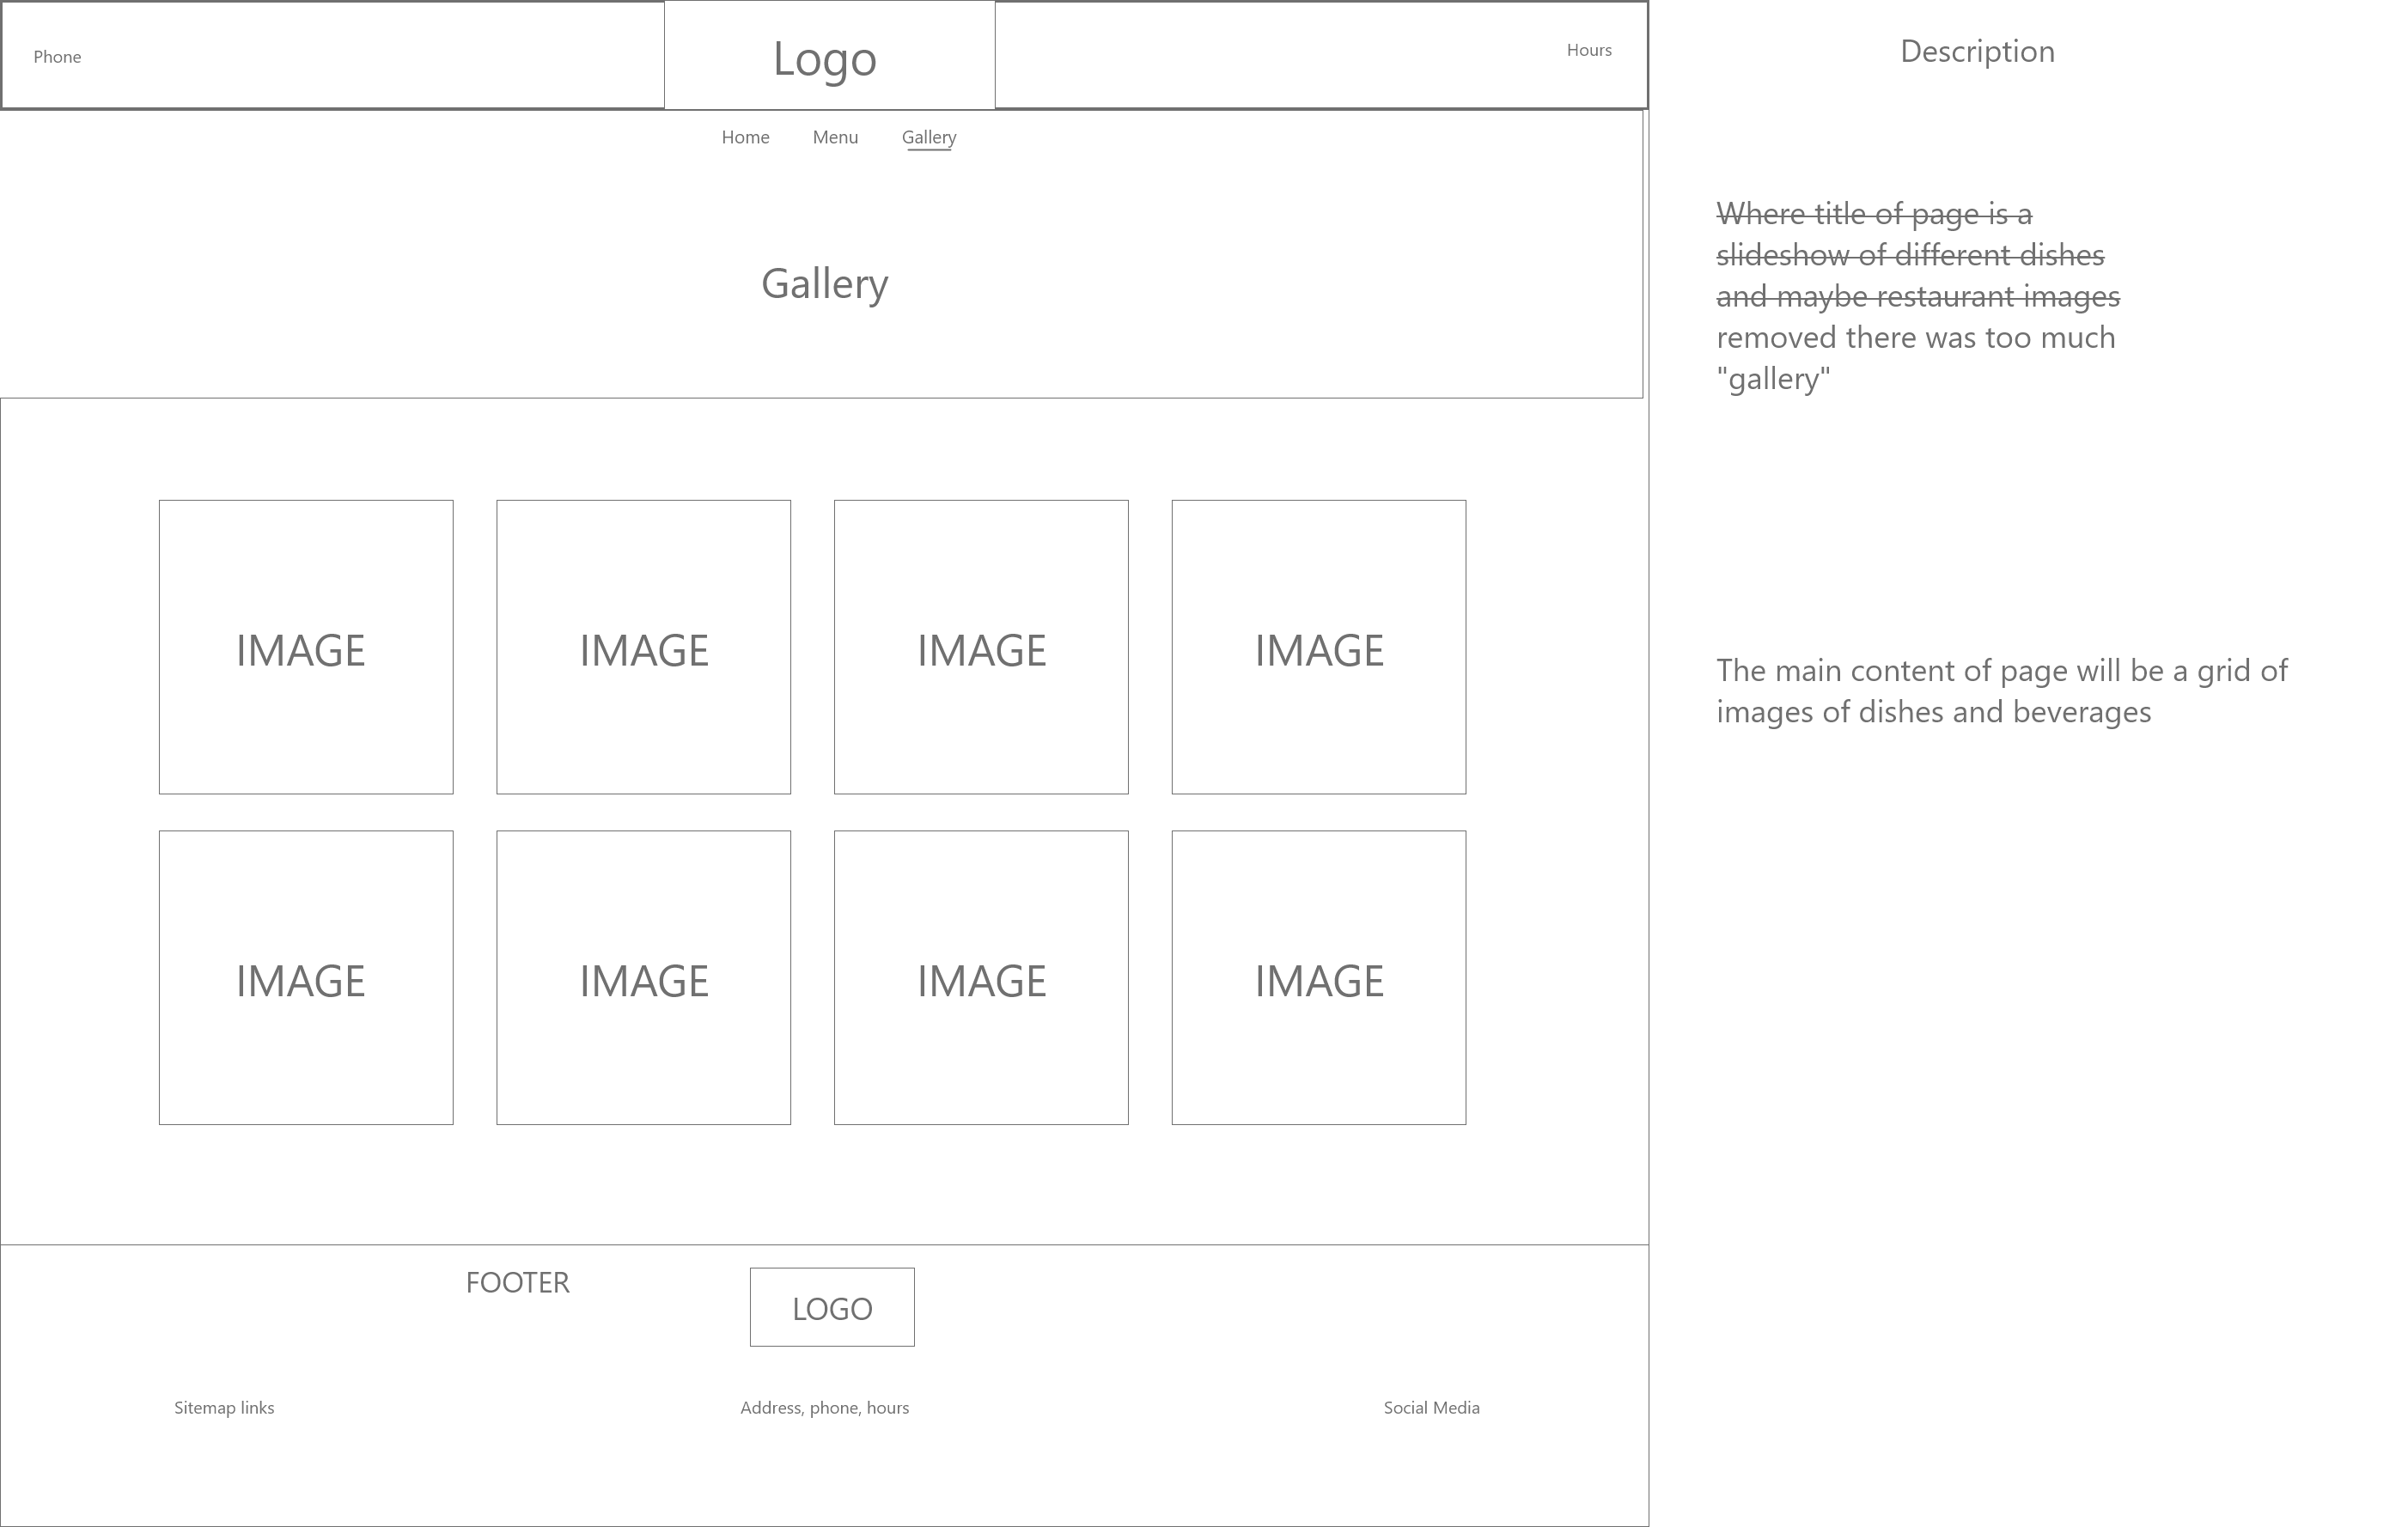 Phone
Logo
Hours
Description
Home Menu Gallery
Gallery
Where title of page is a
slideshow of different dishes
and maybe restaurant images
removed there was too much
"gallery"
IMAGE IMAGE IMAGE IMAGE
The main content of page will be a grid of
images of dishes and beverages
IMAGE IMAGE IMAGE IMAGE
FOOTER
LOGO
Sitemap links
Address, phone, hours
Social Media